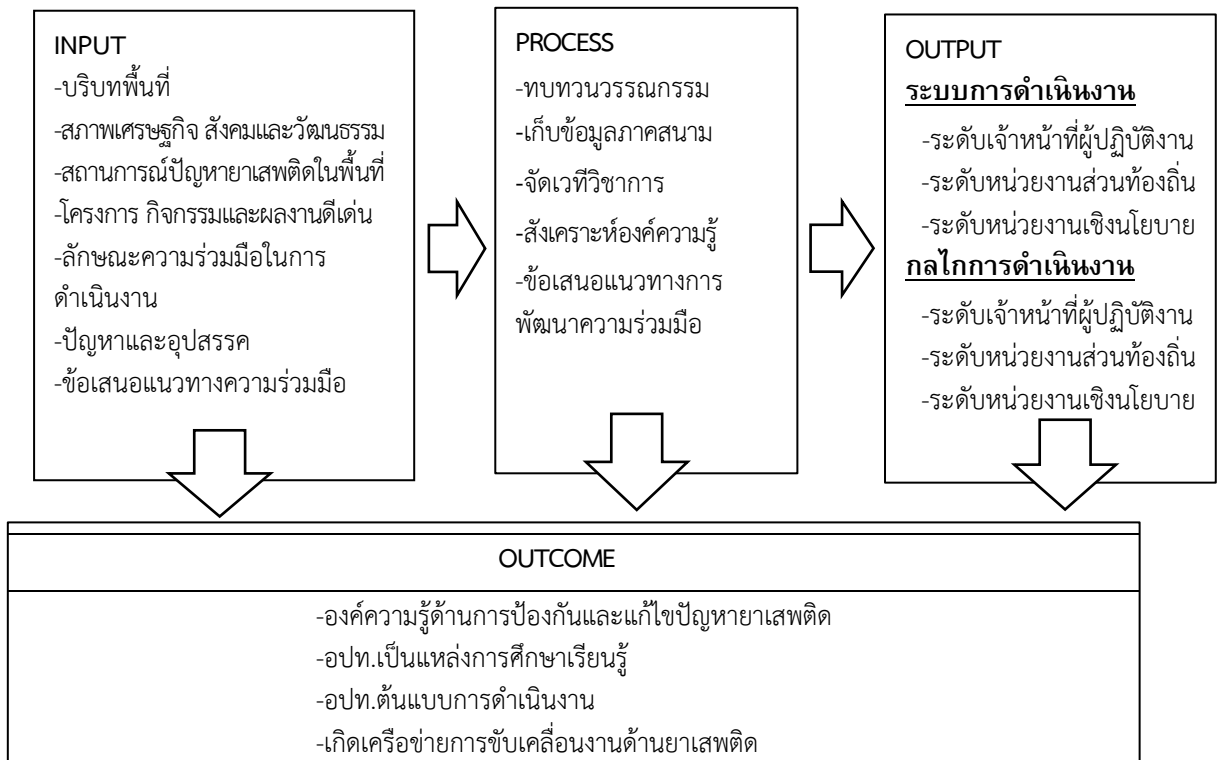 INPUT
-บริบทพื้นที่
-สภาพเศรษฐกิจ สังคมและวัฒนธรรม
-สถานการณ์ปัญหายาเสพติดในพื้นที่
-โครงการ กิจกรรมและผลงานดีเด่น
-ลักษณะความร่วมมือในการ
ดำเนินงาน
-ปัญหาและอุปสรรค
-ข้อเสนอแนวทางความร่วมมือ
PROCESS
-ทบทวนวรรณกรรม
-เก็บข้อมูลภาคสนาม
-จัดเวทีวิชาการ
-สังเคราะห์องค์ความรู้
-ข้อเสนอแนวทางการ
พัฒนาความร่วมมือ
OUTPUT
ระบบการดำเนินงาน
-ระดับเจ้าหน้าที่ผู้ปฏิบัติงาน
-ระดับหน่วยงานส่วนท้องถิ่น
-ระดับหน่วยงานเชิงนโยบาย
กลไกการดำเนินงาน
-ระดับเจ้าหน้าที่ผู้ปฏิบัติงาน
-ระดับหน่วยงานส่วนท้องถิ่น
-ระดับหน่วยงานเชิงนโยบาย
OUTCOME
-องค์ความรู้ด้านการป้องกันและแก้ไขปัญหายาเสพติด
-อปท.เป็นแหล่งการศึกษาเรียนรู้
-อปท.ต้นแบบการดำเนินงาน
-เกิดเครือข่ายการขับเคลื่อนงานด้านยาเสพติด